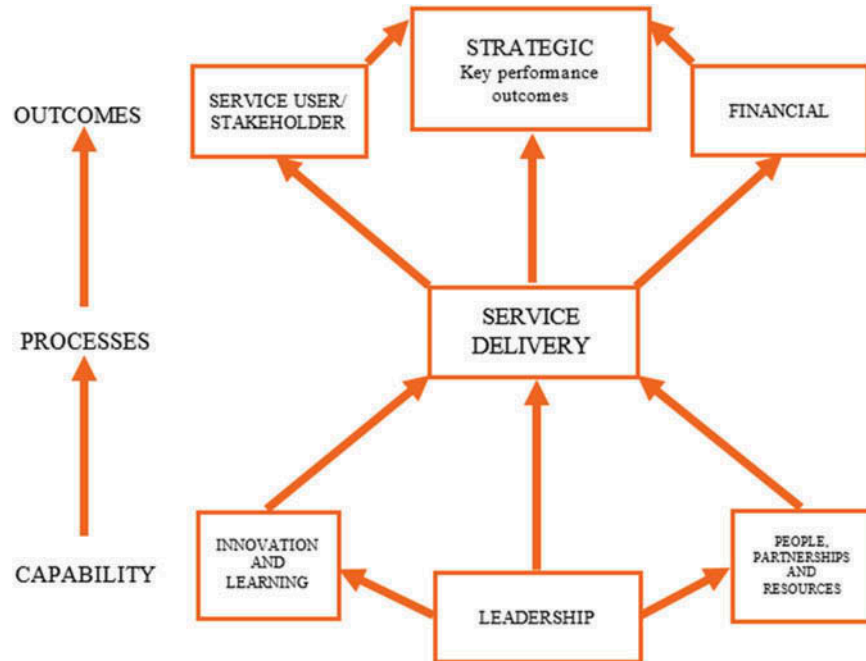 STRATEGIC
Key performance
outcomes
SERVICE USER/
STAKEHOLDER
FINANCIAL
OUTCOMES
SERVICE
DELIVERY
PROCESSES
INNOVATION
AND
LEARNING
PEOPLE,
PARTNERSHIPS
AND
RESOURCES
CAPABILITY
LEADERSHIP